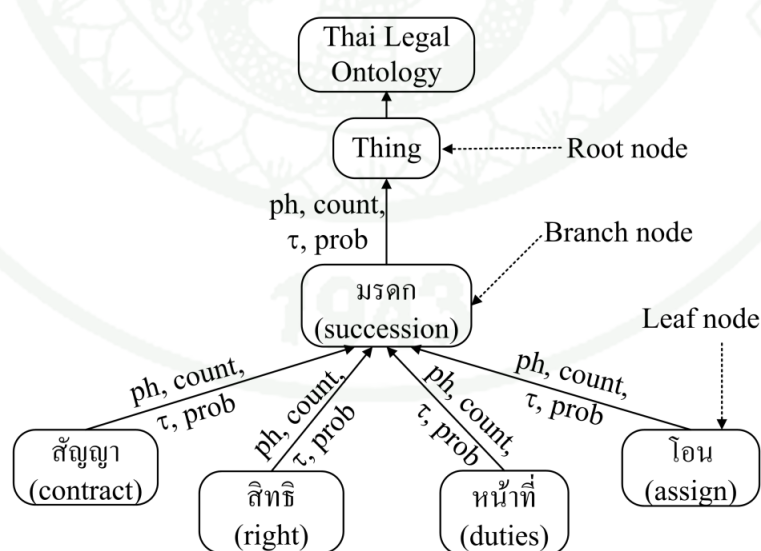 Thai Legal
Ontology
Thing
Root node
ph, count,
τ, prob
Branch node
มรดก
(succession)
Leaf node
ph, count,
τ, prob
ph, count,
τ, prob
ph, count,
τ, prob
ph, count,
τ, prob
สัญญา
(contract)
สิทธิ
(right)
หน้าที่
(duties)
โอน
(assign)
1943